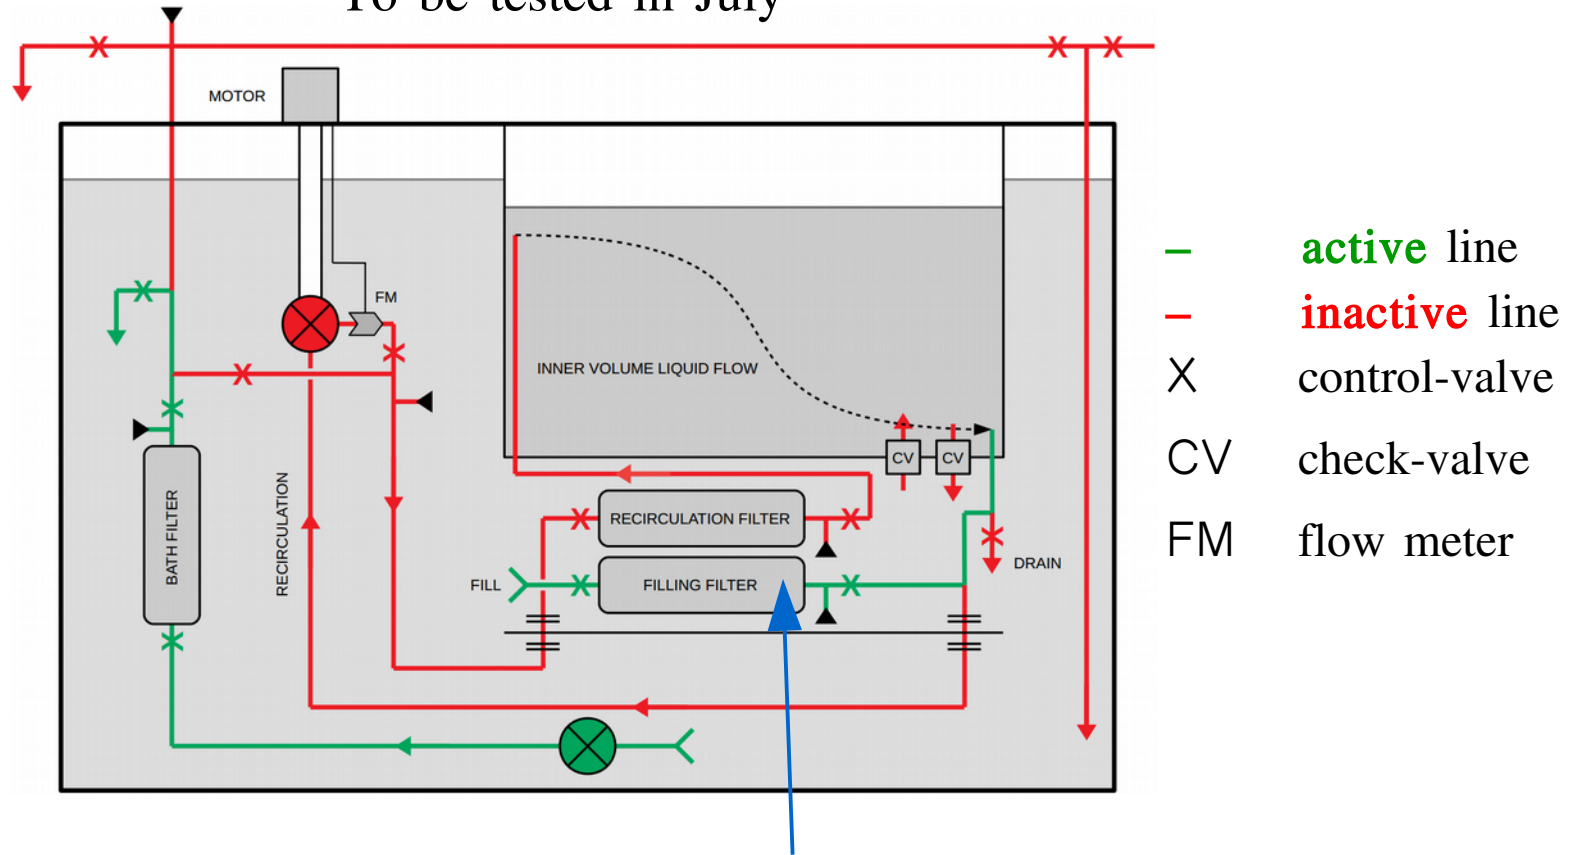 To be tested in July
MOTOR
FM
INNER VOLUME LIQUID FLOW
CV CV
BATH FILTER
RECIRCULATION
RECIRCULATION FILTER
FILL
FILLING FILTER
DRAIN
– active line
– inactive line
X control-valve
CV check-valve
FM flow meter